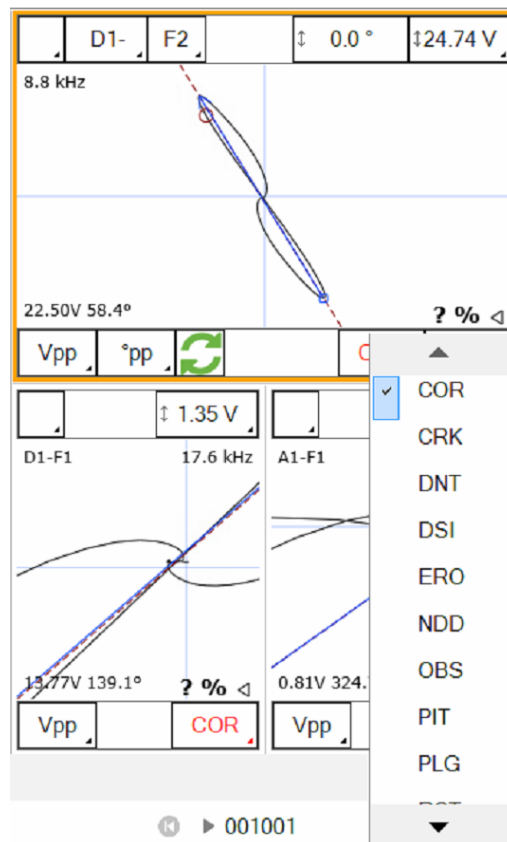 D1- F2 0.0 ° 24.74 V
8.8 kHz
22.50V 58.4°
? %
Vpp °pp
1.35 V
D1-F1 17.6 kHz A1-F1
13.77V 139.1° ? % 0.81V 324.
Vpp COR Vpp
COR
CRK
DNT
DSI
ERO
NDD
OBS
PIT
PLG
001001